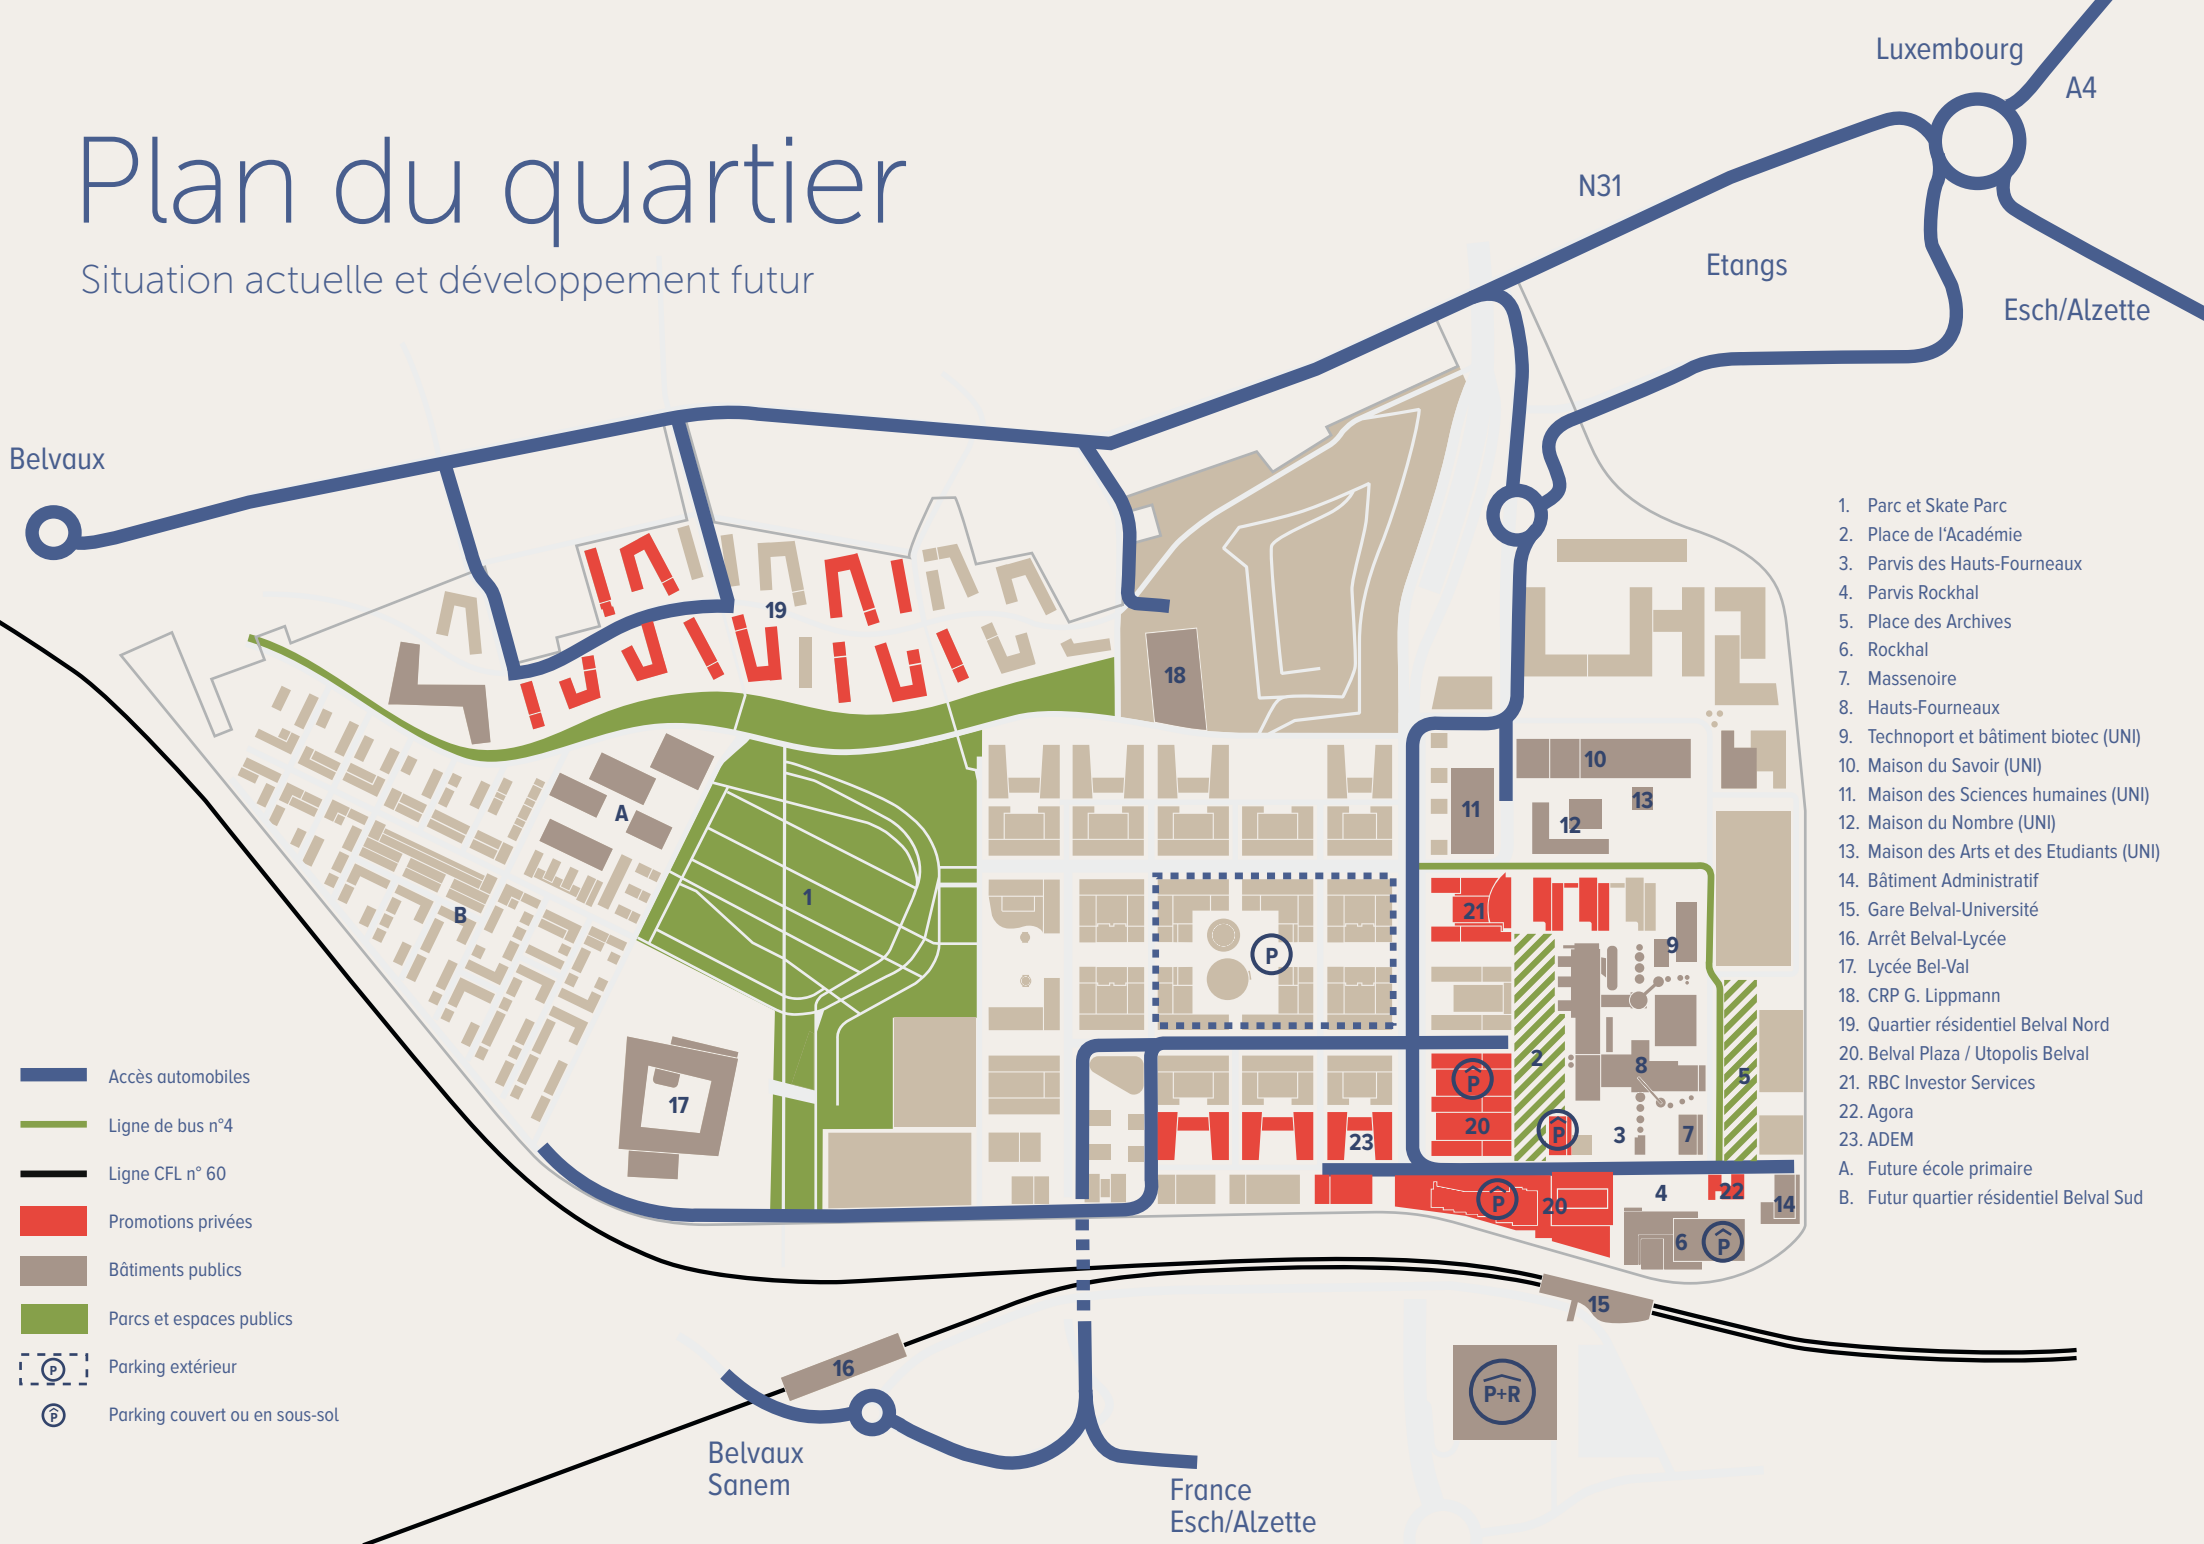 Plan du quartier
Situation actuelle et développement futur
Luxembourg
A4
N31
Etangs
Esch/Alzette
Belvaux
19
18
10
11
13
12
A
B
1
P
21
9
2
8
5
17
P
20
P
3
7
23
P
20
4
22
14
6
P
15
16
P+R
Belvaux
Sanem
France
Esch/Alzette
1. Parc et Skate Parc
2. Place de l‘Académie
3. Parvis des Hauts-Fourneaux
4. Parvis Rockhal
5. Place des Archives
6. Rockhal
7. Massenoire
8. Hauts-Fourneaux
9. Technoport et bâtiment biotec (UNI)
10. Maison du Savoir (UNI)
11. Maison des Sciences humaines (UNI)
12. Maison du Nombre (UNI)
13. Maison des Arts et des Etudiants (UNI)
14. Bâtiment Administratif
15. Gare Belval-Université
16. Arrêt Belval-Lycée
17. Lycée Bel-Val
18. CRP G. Lippmann
19. Quartier résidentiel Belval Nord
20. Belval Plaza / Utopolis Belval
21. RBC Investor Services
22. Agora
23. ADEM
A. Future école primaire
B. Futur quartier résidentiel Belval Sud
Accès automobiles
Ligne de bus n°4
Ligne CFL n° 60
Promotions privées
Bâtiments publics
Parcs et espaces publics
P Parking extérieur
P Parking couvert ou en sous-sol